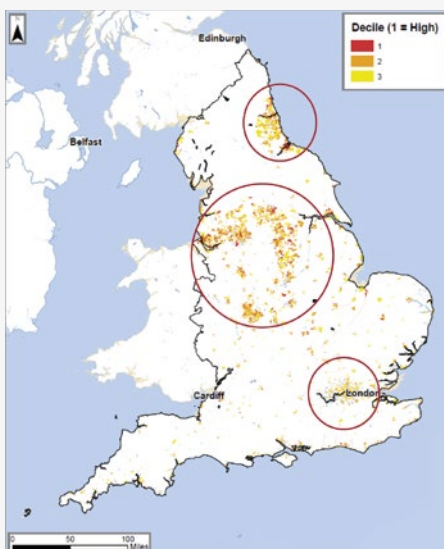 Edinburgh
Decile (1 = High)
1
2
3
Belfast
Cardiff
London
0 50 100
Miles